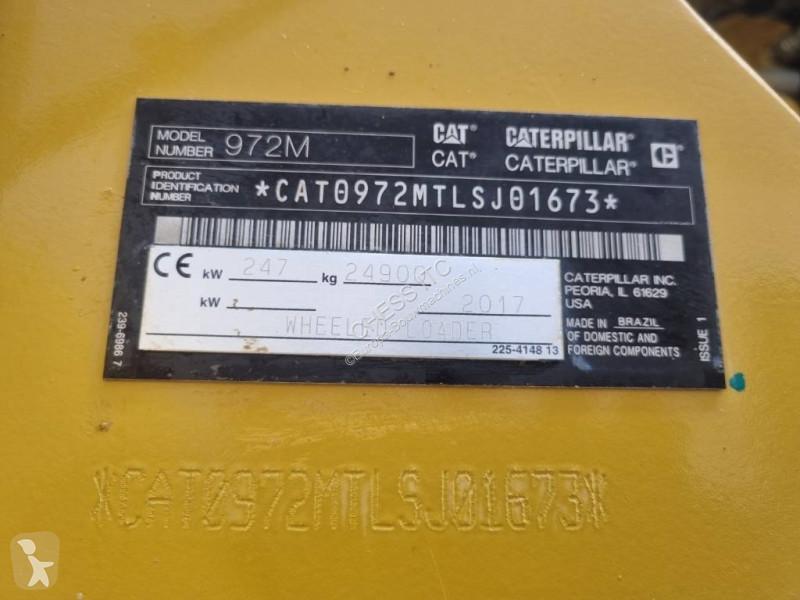 MODEL NUMBER 972M
CAT® CATERPILLAR®
CAT® CATERPILLAR®
PRODUCT IDENTIFICATION NUMBER *CAT0972MTLSJ01673*
CE kW 247 kg 24900
kW 2017
WHEELED LOADER
225-4148 13
CATERPILLAR INC.
PEORIA, IL 61629
USA
MADE IN BRAZIL
OF DOMESTIC AND
FOREIGN COMPONENTS
ISSUE 1
239-6986 7
*CAT0972MTLSJ01673*